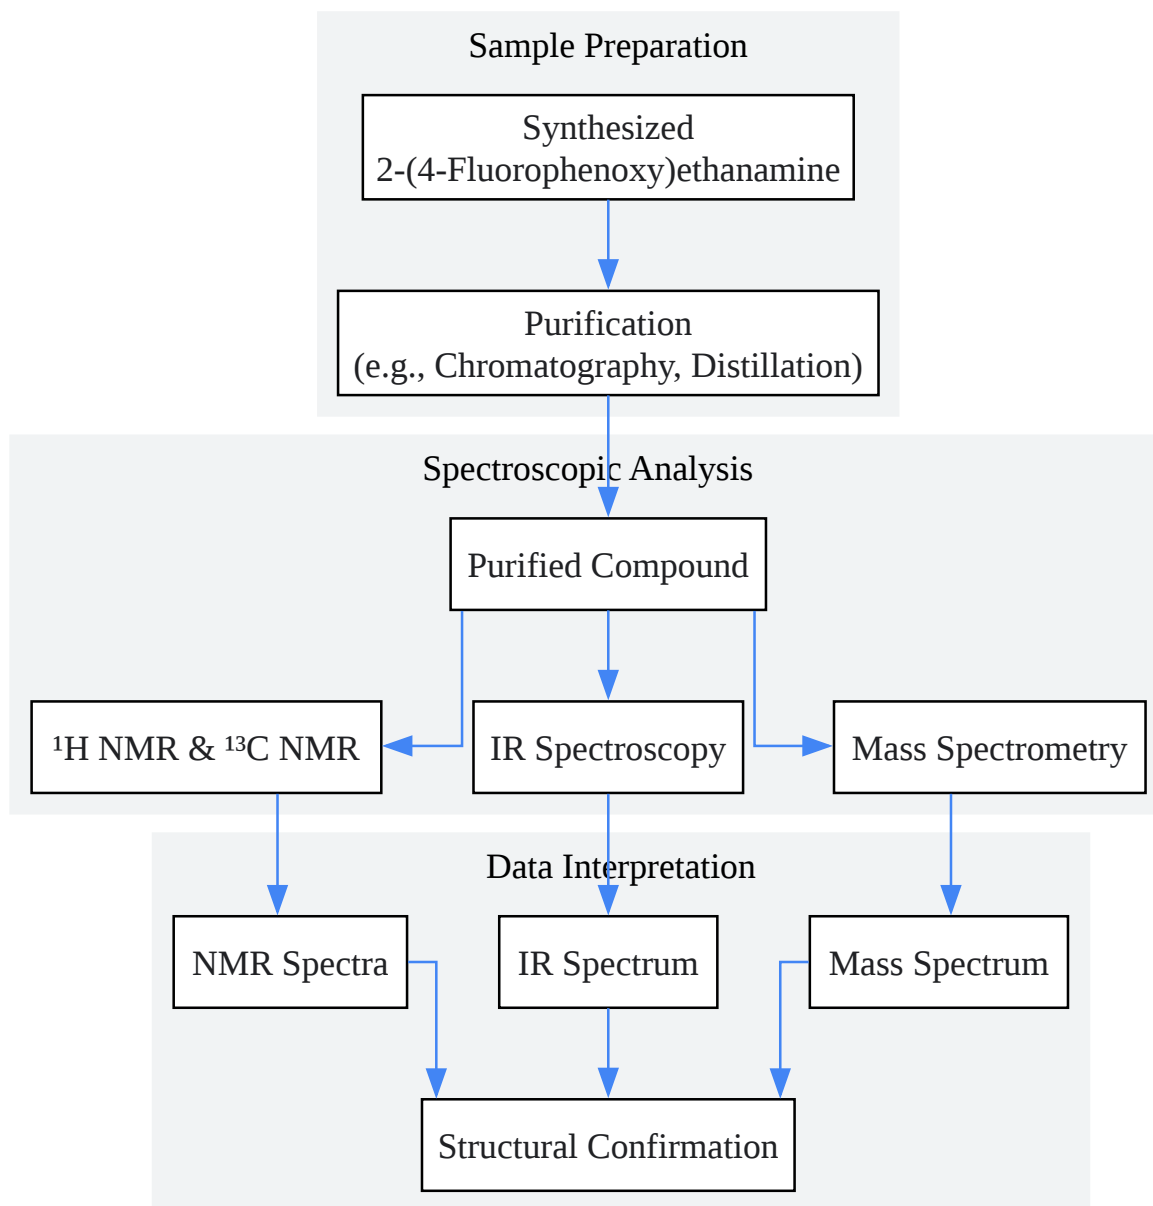 Sample Preparation
Synthesized
2-(4-Fluorophenoxy)ethanamine
Purification
(e.g., Chromatography, Distillation)
Spectroscopic Analysis
Purified Compound
¹H NMR & ¹³C NMR
IR Spectroscopy
Mass Spectrometry
Data Interpretation
NMR Spectra
IR Spectrum
Mass Spectrum
Structural Confirmation